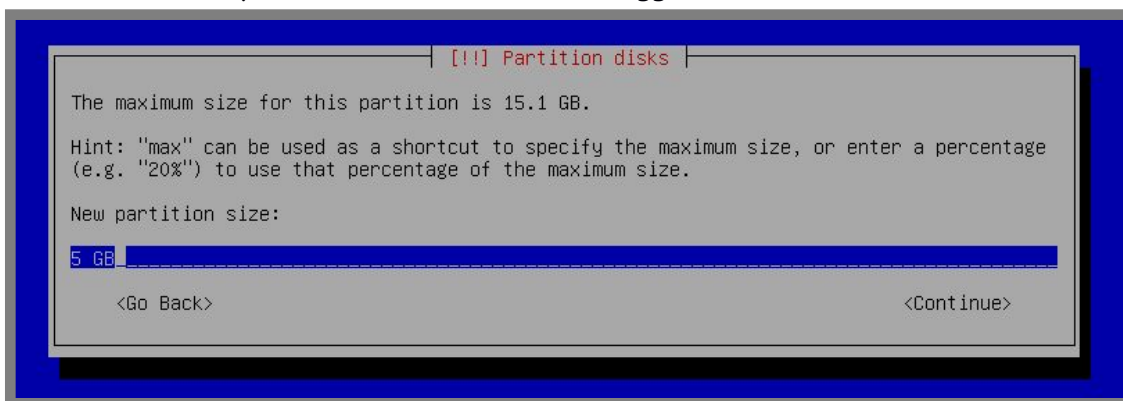 [!!] Partition disks
The maximum size for this partition is 15.1 GB.
Hint: "max" can be used as a shortcut to specify the maximum size, or enter a percentage
(e.g. "20%") to use that percentage of the maximum size.
New partition size:
5 GB
<Go Back> <Continue>